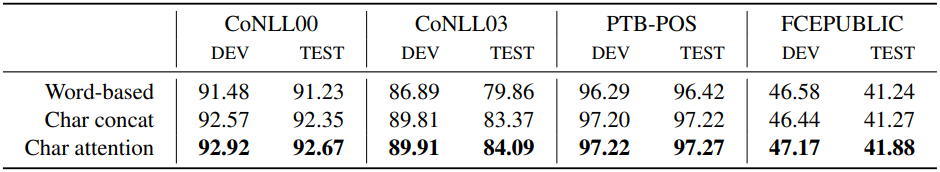 CoNLL00 CoNLL03 PTB-POS FCEPUBLIC
DEV TEST DEV TEST DEV TEST DEV TEST
Word-based 91.48 91.23 86.89 79.86 96.29 96.42 46.58 41.24
Char concat 92.57 92.35 89.81 83.37 97.20 97.22 46.44 41.27
Char attention 92.92 92.67 89.91 84.09 97.22 97.27 47.17 41.88